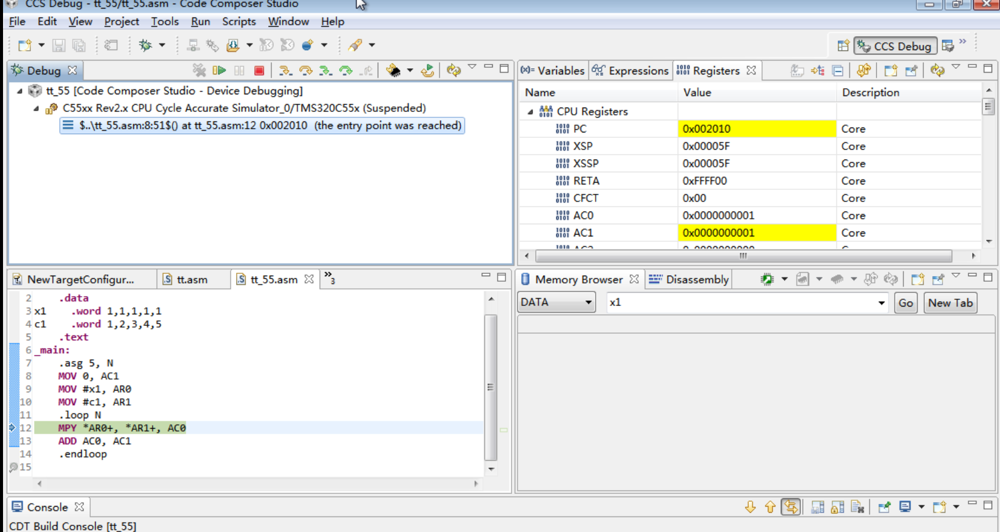 CCS Debug - tt_55/tt_55.asm - Code Composer Studio
File Edit View Project Tools Run Scripts Window Help
CCS Debug
Debug
tt_55 [Code Composer Studio - Device Debugging]
C55xx Rev2.x CPU Cycle Accurate Simulator_0/TMS320C55x (Suspended)
$..\tt_55.asm:8:51$() at tt_55.asm:12 0x002010 (the entry point was reached)
(x)= Variables Expressions Registers
Name Value Description
CPU Registers
PC 0x002010 Core
XSP 0x00005F Core
XSSP 0x00005F Core
RETA 0xFFFF00 Core
CFCT 0x00 Core
AC0 0x0000000001 Core
AC1 0x0000000001 Core
NewTargetConfigur... tt.asm tt_55.asm »3
2 .data
3 x1 .word 1,1,1,1,1
4 c1 .word 1,2,3,4,5
5 .text
6 _main:
7 .asg 5, N
8 MOV 0, AC1
9 MOV #x1, AR0
10 MOV #c1, AR1
11 .loop N
12 MPY *AR0+, *AR1+, AC0
13 ADD AC0, AC1
14 .endloop
15
Memory Browser Disassembly
DATA x1 Go New Tab
Console
CDT Build Console [tt_55]